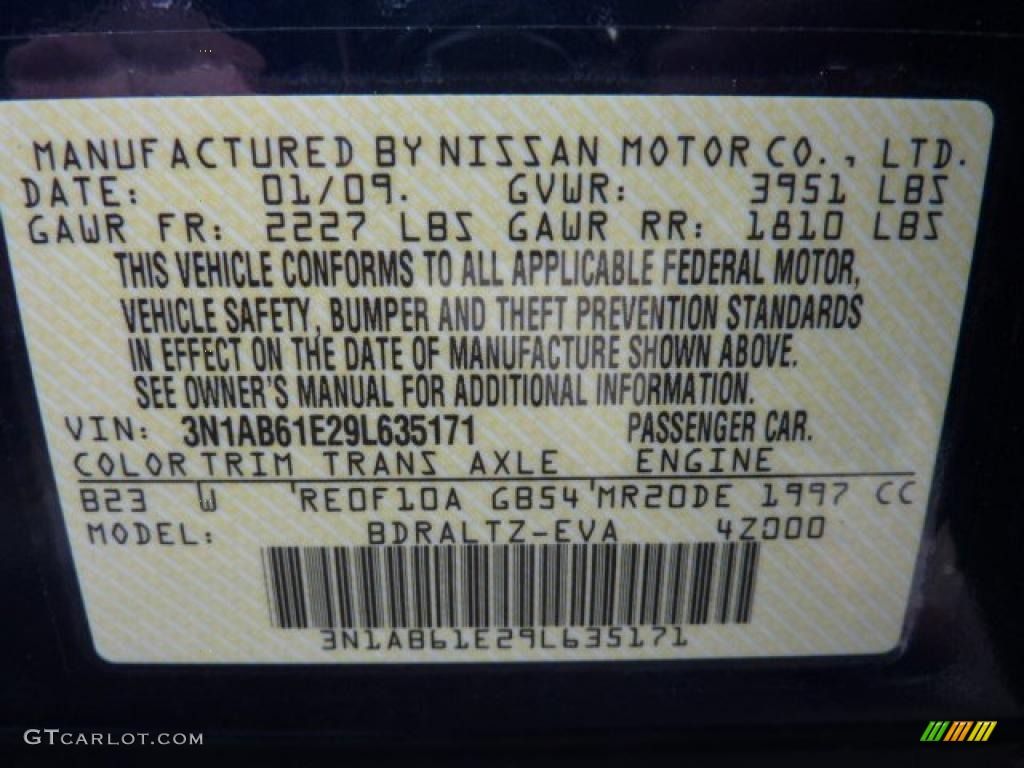 MANUFACTURED BY NISSAN MOTOR CO., LTD.
DATE: 01/09. GVWR: 3951 LBS
GAWR FR: 2227 LBS GAWR RR: 1810 LBS
THIS VEHICLE CONFORMS TO ALL APPLICABLE FEDERAL MOTOR,
VEHICLE SAFETY, BUMPER AND THEFT PREVENTION STANDARDS
IN EFFECT ON THE DATE OF MANUFACTURE SHOWN ABOVE.
SEE OWNER'S MANUAL FOR ADDITIONAL INFORMATION.
VIN: 3N1AB61E29L635171 PASSENGER CAR.
COLOR TRIM TRANS AXLE ENGINE
B23 W RE0F10A GB54 MR20DE 1997 CC
MODEL: BDRALTZ-EVA 4Z000
3N1AB61E29L635171
GTCARLOT.COM